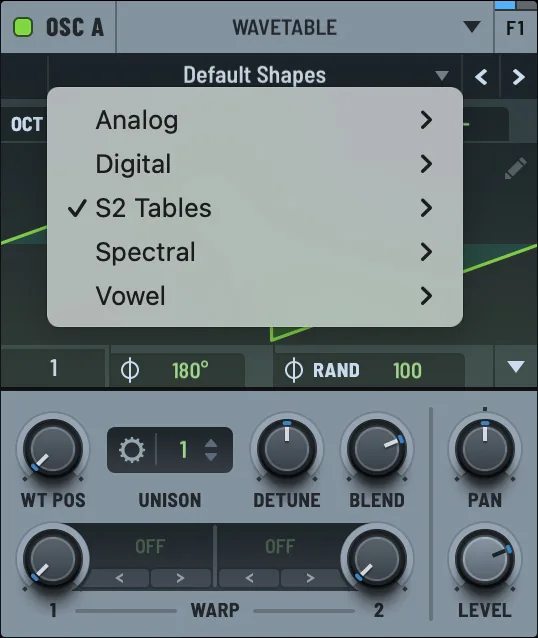 OSC A WAVETABLE F1
Default Shapes
OCT
Analog
Digital
S2 Tables
Spectral
Vowel
1 180° RAND 100
1
WT POS UNISON DETUNE BLEND PAN
OFF OFF
< > < >
1 WARP 2 LEVEL